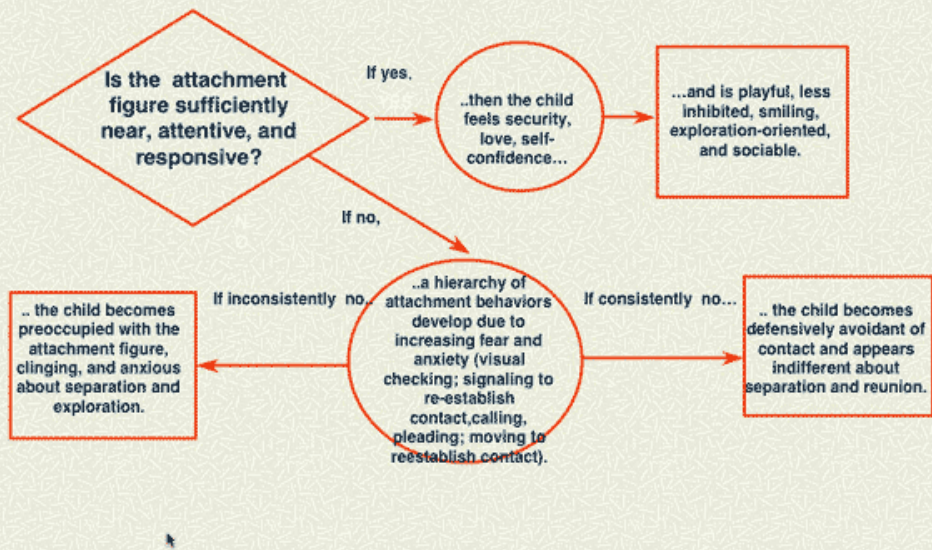 Is the attachment
figure sufficiently
near, attentive, and
responsive?
If yes,
..then the child
feels security,
love, self-
confidence...
...and is playful, less
inhibited, smiling,
exploration-oriented,
and sociable.
If no,
..a hierarchy of
attachment behaviors
develop due to
increasing fear and
anxiety (visual
checking; signaling to
re-establish
contact,calling,
pleading; moving to
reestablish contact).
If inconsistently no..
.. the child becomes
preoccupied with the
attachment figure,
clinging, and anxious
about separation and
exploration.
If consistently no...
.. the child becomes
defensively avoidant of
contact and appears
indifferent about
separation and reunion.